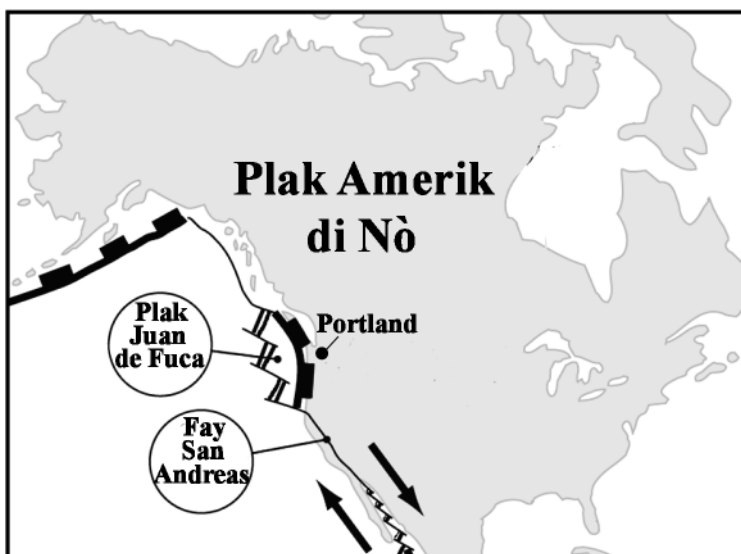 Plak Amerik
di Nò
Plak
Juan
de Fuca
Portland
Fay
San
Andreas